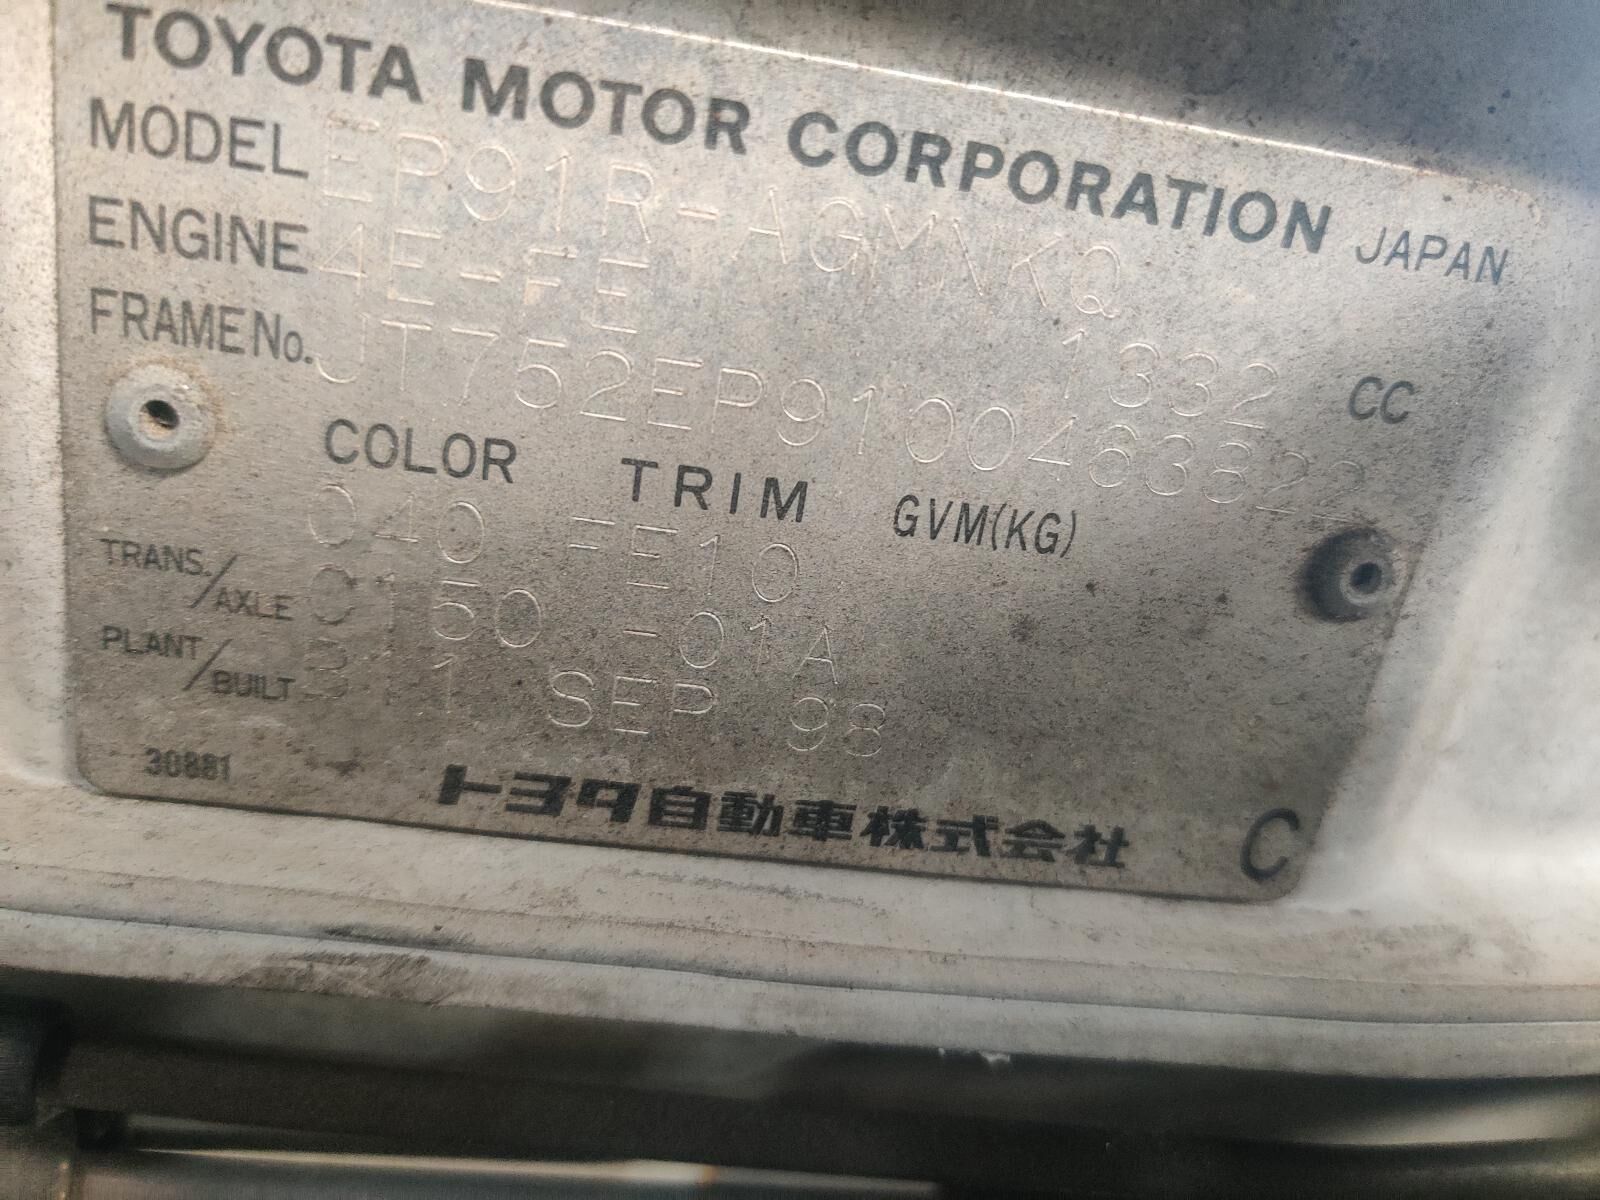 TOYOTA MOTOR CORPORATION JAPAN
MODEL EP91R-AGMNKQ
ENGINE 4E-FE 1332 CC
FRAME No. JT752EP9100463822
COLOR TRIM GVM(KG)
040 FE10
TRANS./AXLE C150 -01A
PLANT/BUILT B11 SEP 98
30881
トヨタ自動車株式会社 C